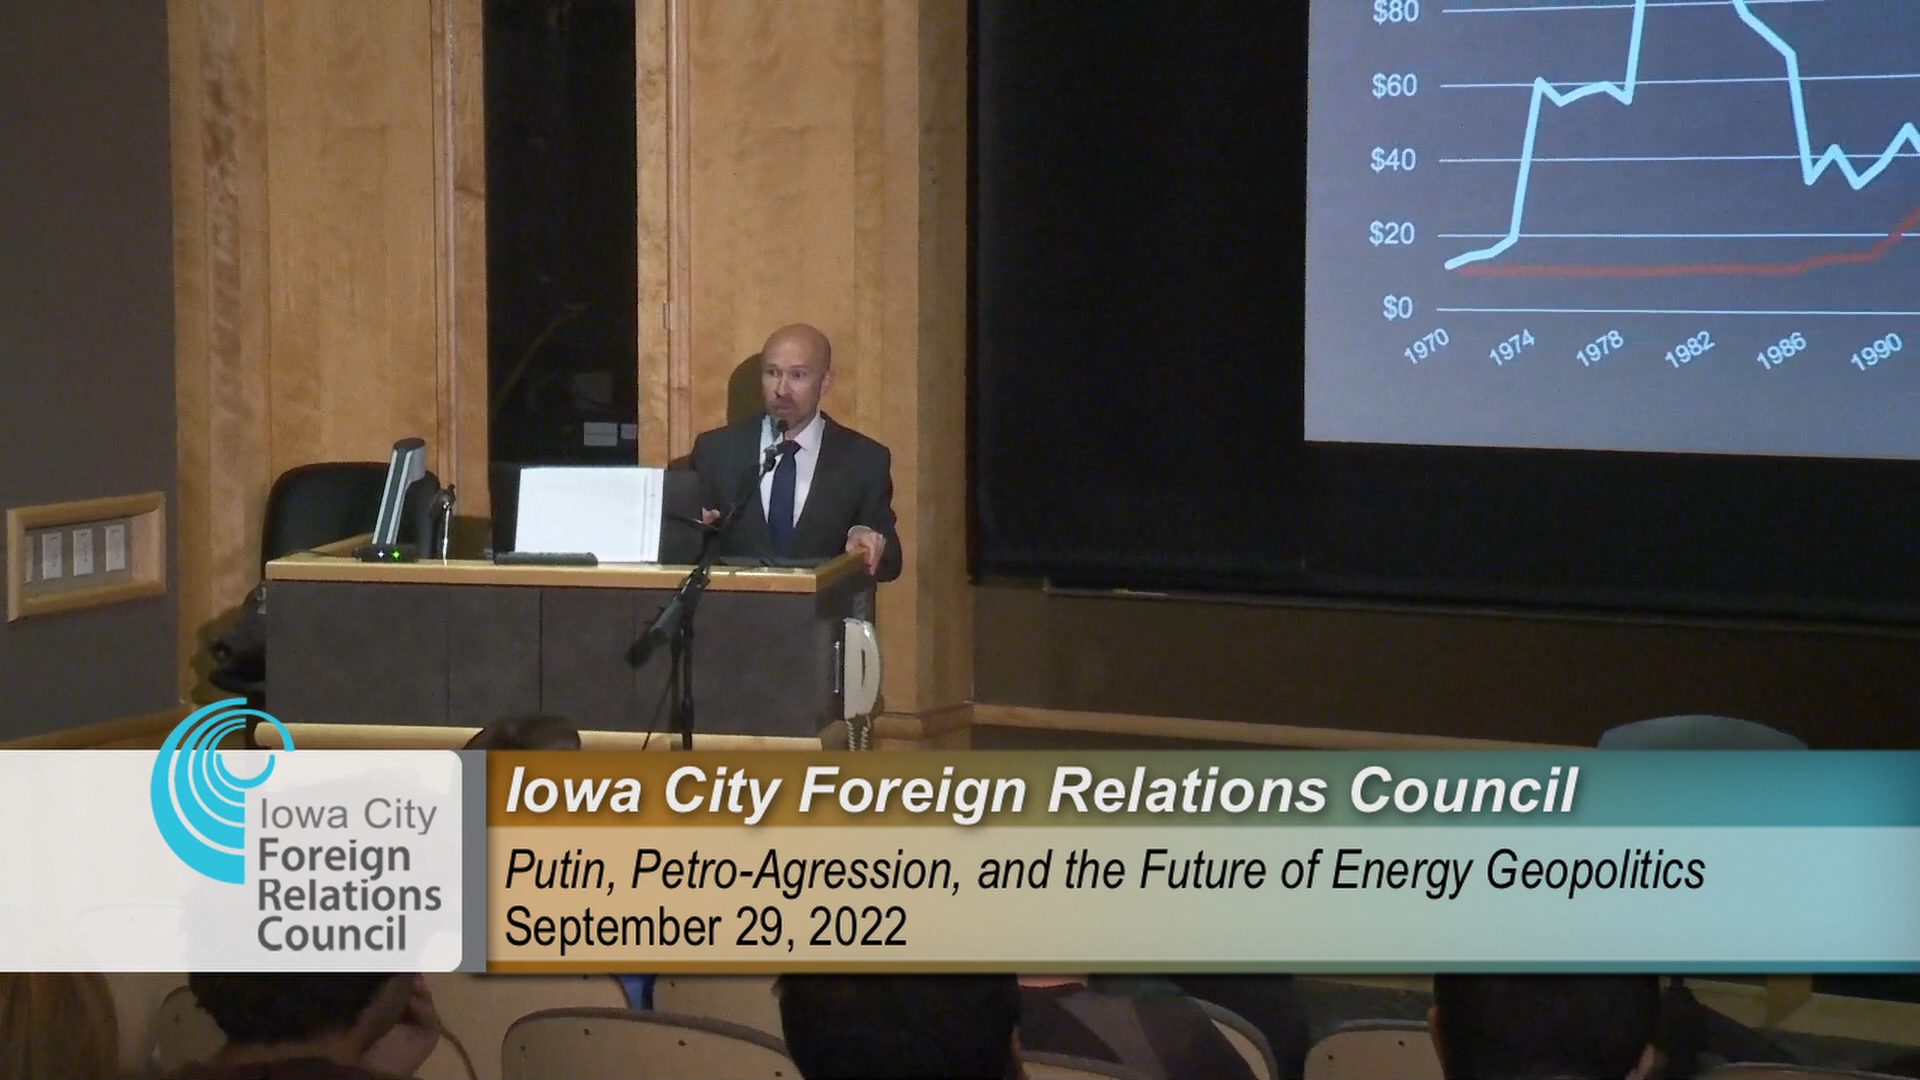 $80
$60
$40
$20
$0
1970 1974 1978 1982 1986 1990
Iowa City
Foreign
Relations
Council
Iowa City Foreign Relations Council
Putin, Petro-Agression, and the Future of Energy Geopolitics
September 29, 2022